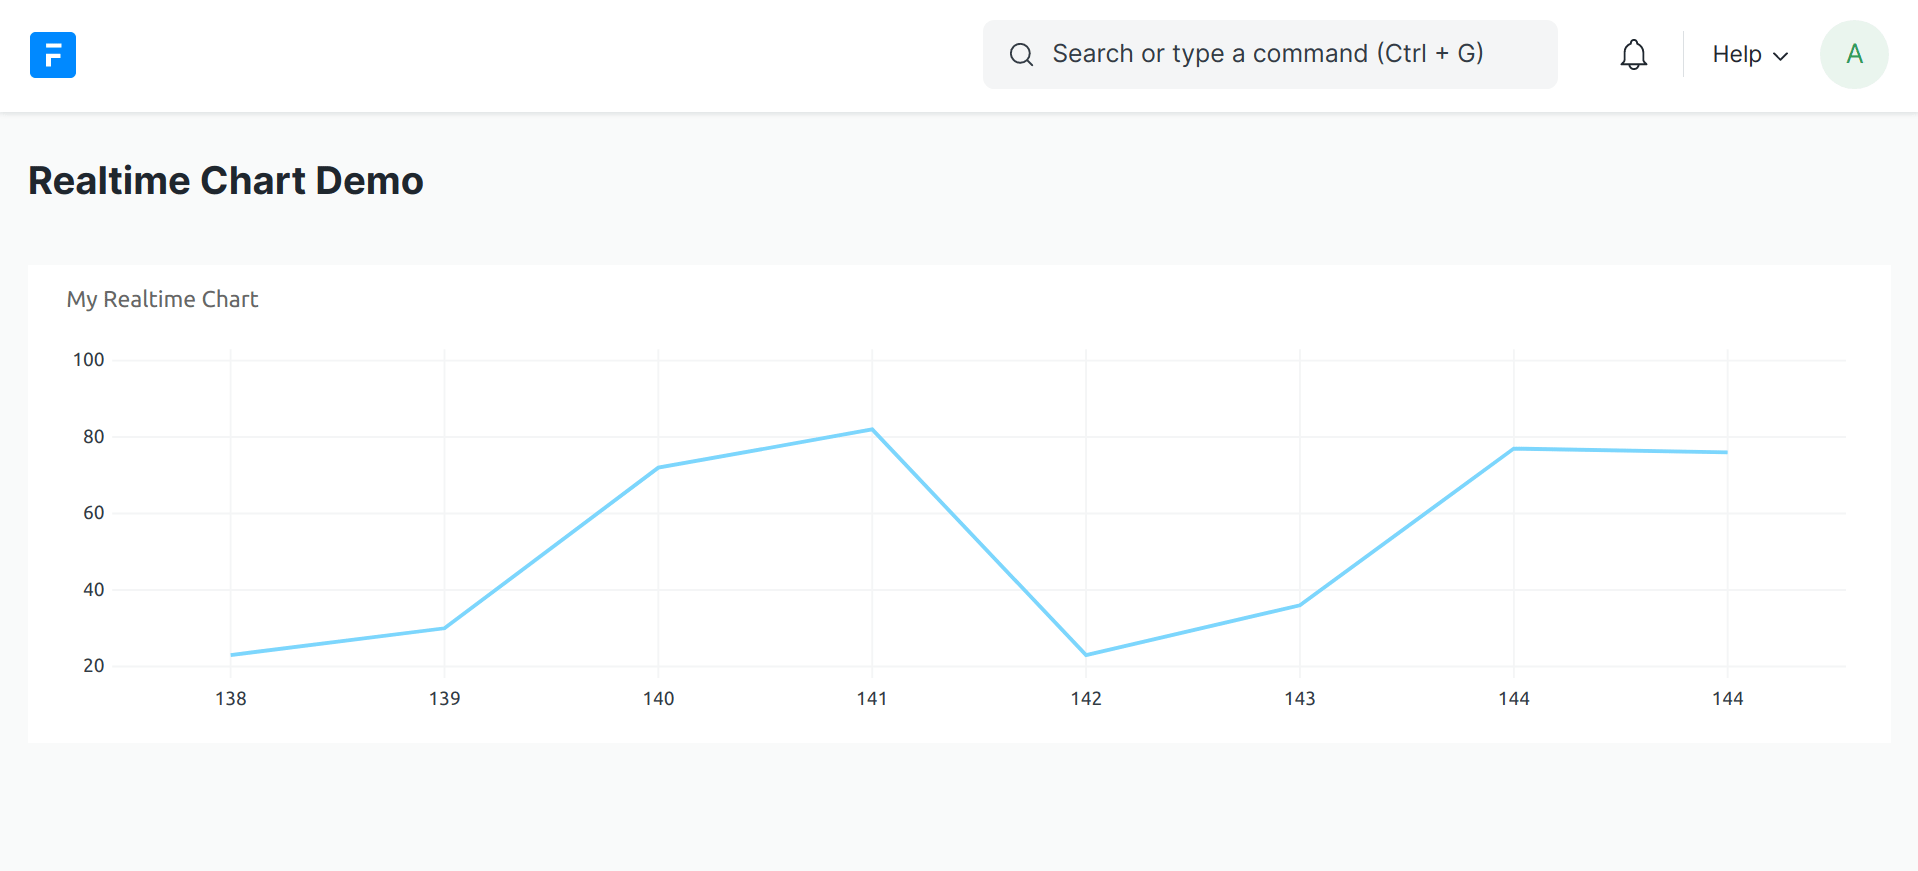 F
Search or type a command (Ctrl + G)
Help
A
Realtime Chart Demo
My Realtime Chart
100
80
60
40
20
138 139 140 141 142 143 144 144